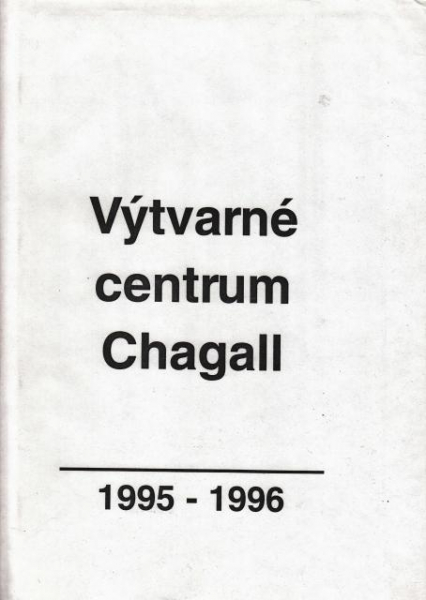 Výtvarné
centrum
Chagall
1995 - 1996